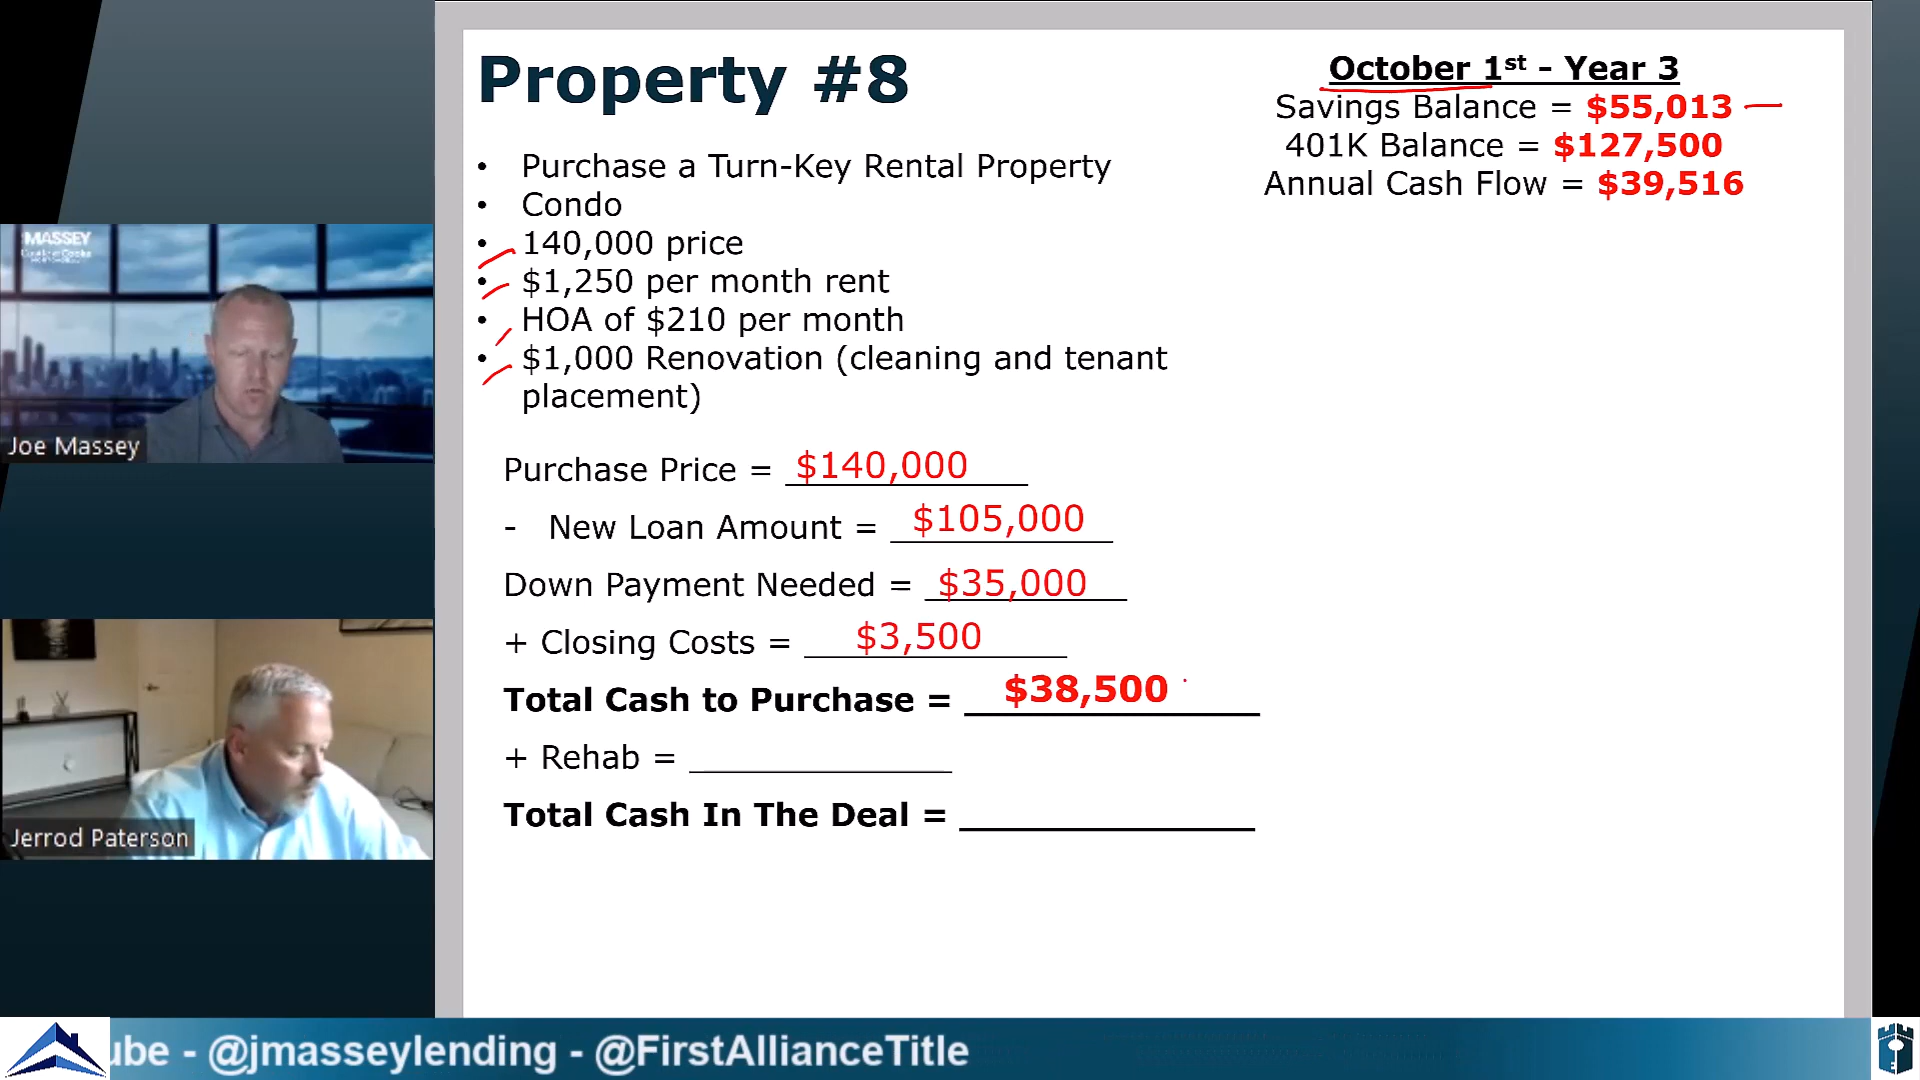 Property #8
October 1st - Year 3
Savings Balance = $55,013
401K Balance = $127,500
Annual Cash Flow = $39,516
• Purchase a Turn-Key Rental Property
• Condo
• 140,000 price
• $1,250 per month rent
• HOA of $210 per month
• $1,000 Renovation (cleaning and tenant
placement)
Purchase Price = $140,000
- New Loan Amount = $105,000
Down Payment Needed = $35,000
+ Closing Costs = $3,500
Total Cash to Purchase = $38,500
+ Rehab =
Total Cash In The Deal =
MASSEY
Joe Massey
Jerrod Paterson
ube - @jmasseylending - @FirstAllianceTitle